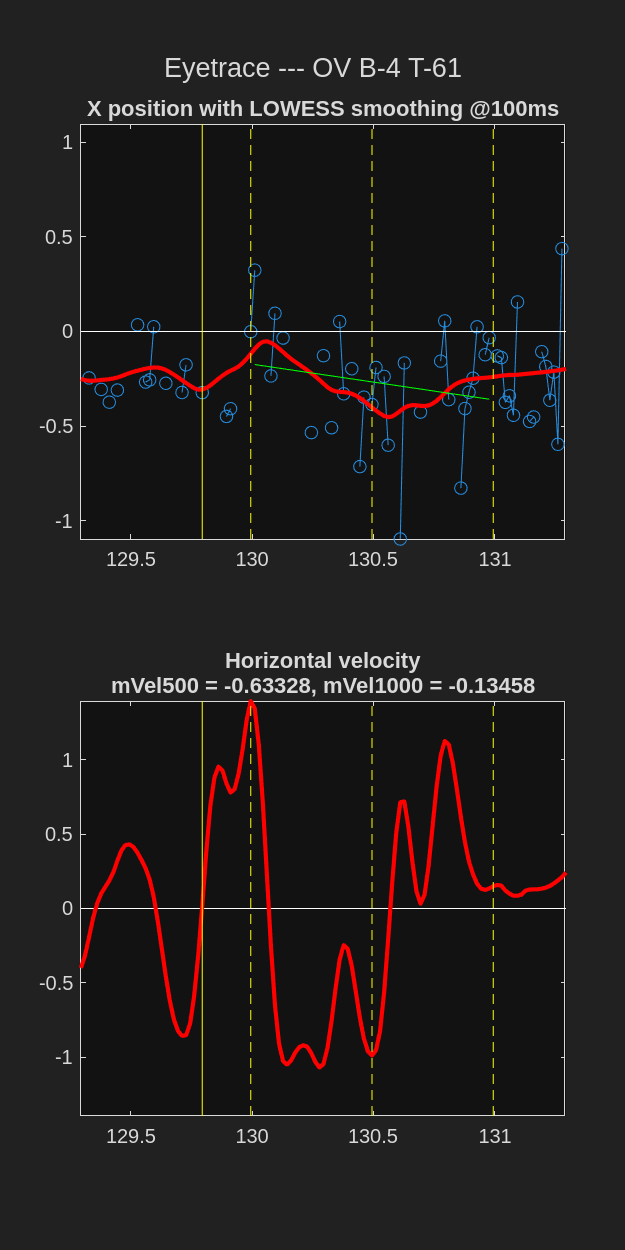 Eyetrace --- OV B-4 T-61
X position with LOWESS smoothing @100ms
1
0.5
0
-0.5
-1
129.5 130 130.5 131
Horizontal velocity
mVel500 = -0.63328, mVel1000 = -0.13458
1
0.5
0
-0.5
-1
129.5 130 130.5 131